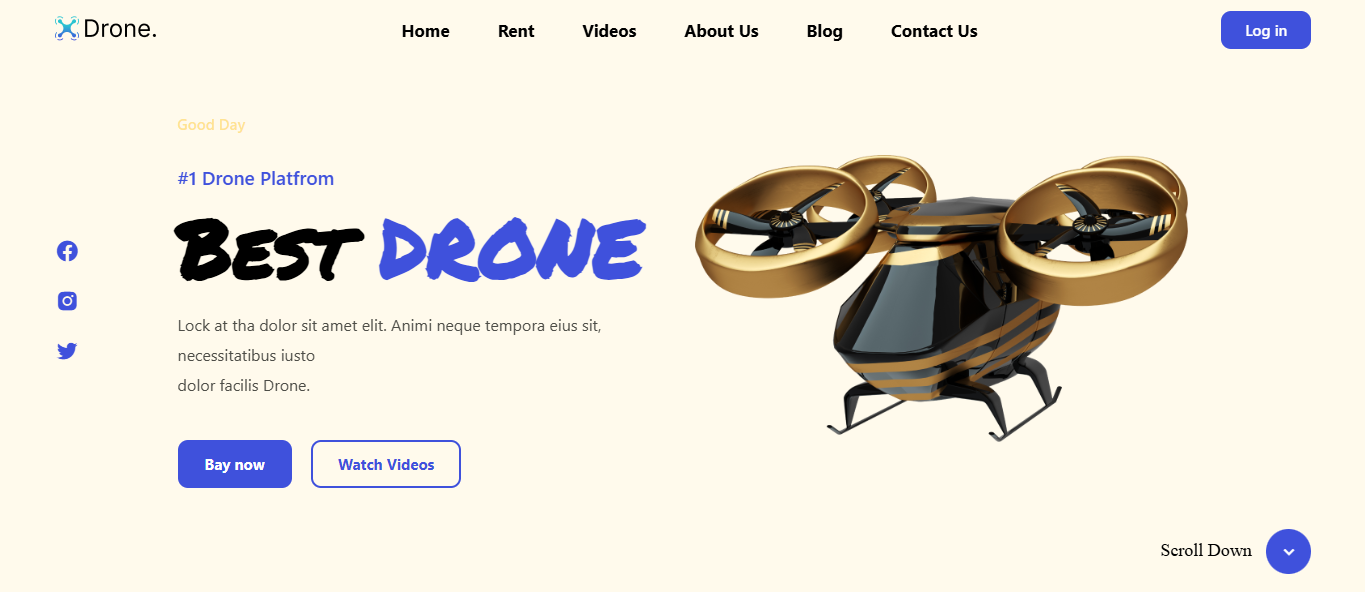 Drone.
Home
Rent
Videos
About Us
Blog
Contact Us
Log in
Good Day
#1 Drone Platfrom
BEST DRONE
Lock at tha dolor sit amet elit. Animi neque tempora eius sit,
necessitatibus iusto
dolor facilis Drone.
Bay now
Watch Videos
Scroll Down